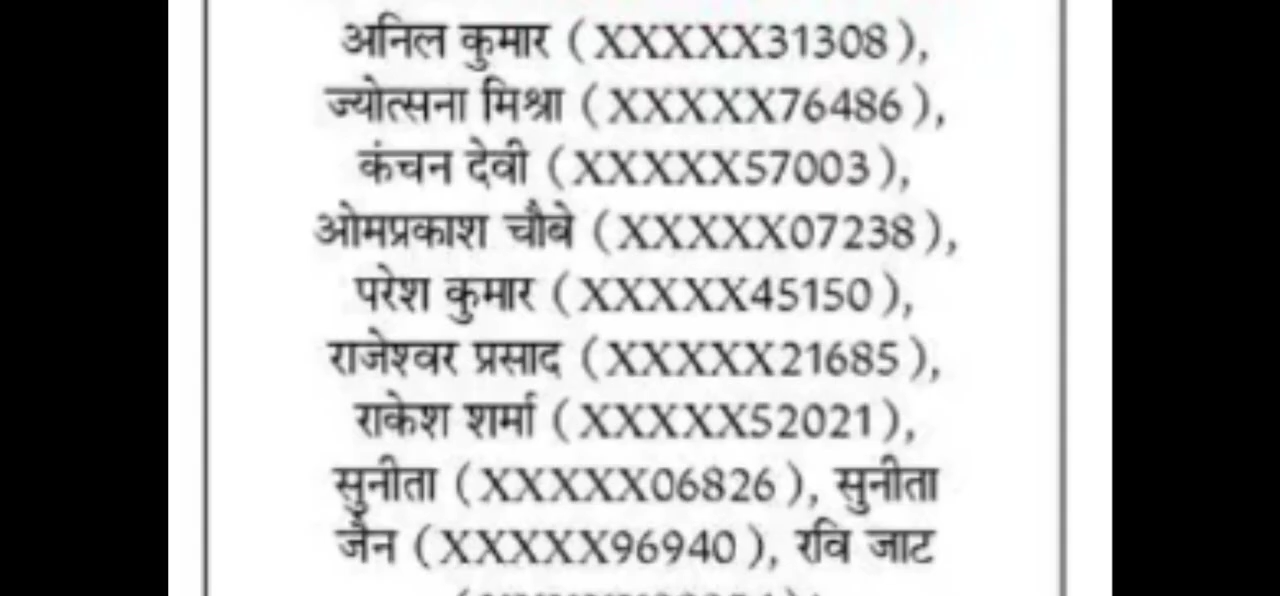 अनिल कुमार (XXXXX31308),
ज्योत्सना मिश्रा (XXXXX76486),
कंचन देवी (XXXXX57003),
ओमप्रकाश चौबे (XXXXX07238),
परेश कुमार (XXXXX45150),
राजेश्वर प्रसाद (XXXXX21685),
राकेश शर्मा (XXXXX52021),
सुनीता (XXXXX06826), सुनीता
जैन (XXXXX96940), रवि जाट